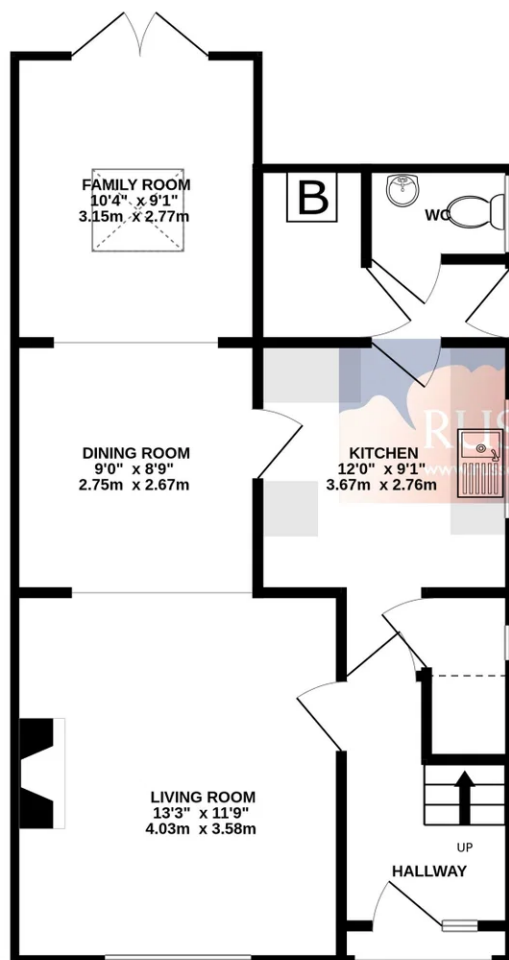 FAMILY ROOM
10'4" x 9'1"
3.15m x 2.77m
B
WC
DINING ROOM
9'0" x 8'9"
2.75m x 2.67m
KITCHEN
12'0" x 9'1"
3.67m x 2.76m
RUS
LIVING ROOM
13'3" x 11'9"
4.03m x 3.58m
UP
HALLWAY